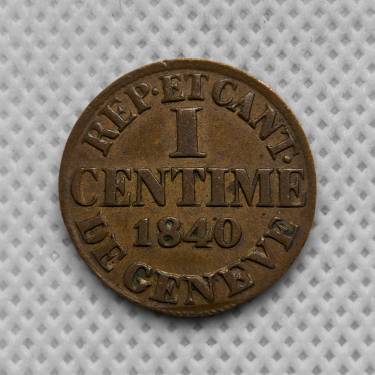 REP·ET CANT·
I
CENTIME
1840
DE GENEVE